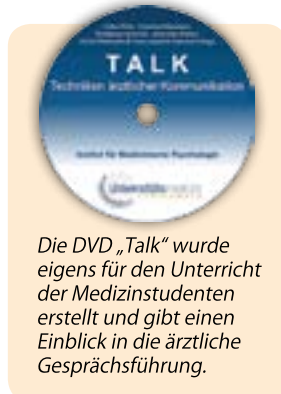 TALK
Techniken ärztlicher Kommunikation
Institut für Medizinische Psychologie
Universitätsmedizin
Die DVD „Talk“ wurde
eigens für den Unterricht
der Medizinstudenten
erstellt und gibt einen
Einblick in die ärztliche
Gesprächsführung.